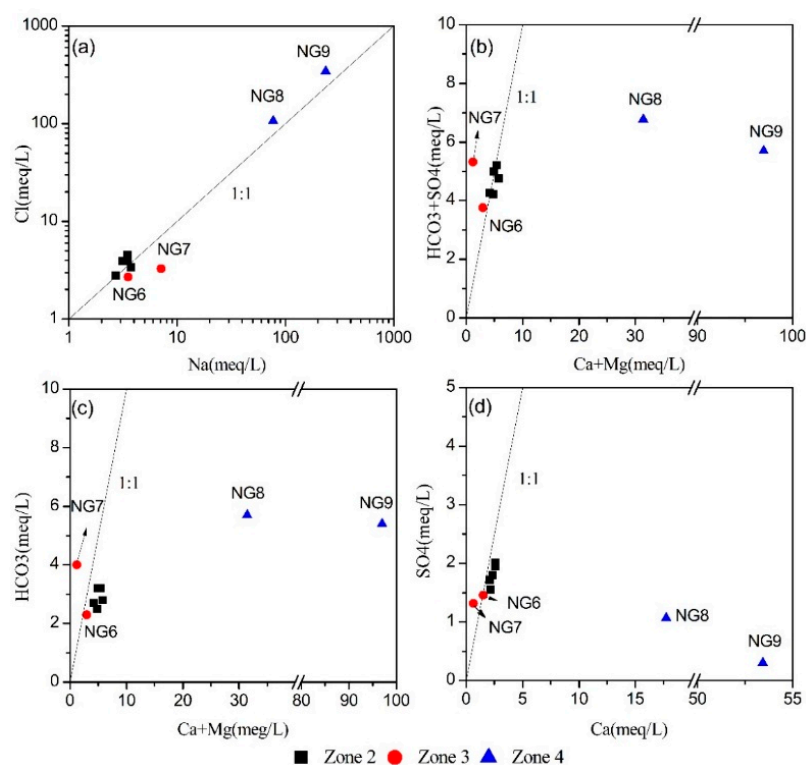 (a)
1000
100
10
1
Cl(meq/L)
NG9
NG8
1:1
NG7
NG6
1 10 100 1000
Na(meq/L)
(b)
10
8
6
4
2
0
HCO3+SO4(meq/L)
1:1
NG7
NG8
NG9
NG6
0 10 20 30 90 100
Ca+Mg(meq/L)
(c)
10
8
6
4
2
0
HCO3(meq/L)
1:1
NG7
NG8
NG9
NG6
0 10 20 30 80 90 100
Ca+Mg(meg/L)
(d)
5
4
3
2
1
0
SO4(meq/L)
1:1
NG6
NG7
NG8
NG9
0 5 10 15 50 55
Ca(meq/L)
Zone 2 Zone 3 Zone 4